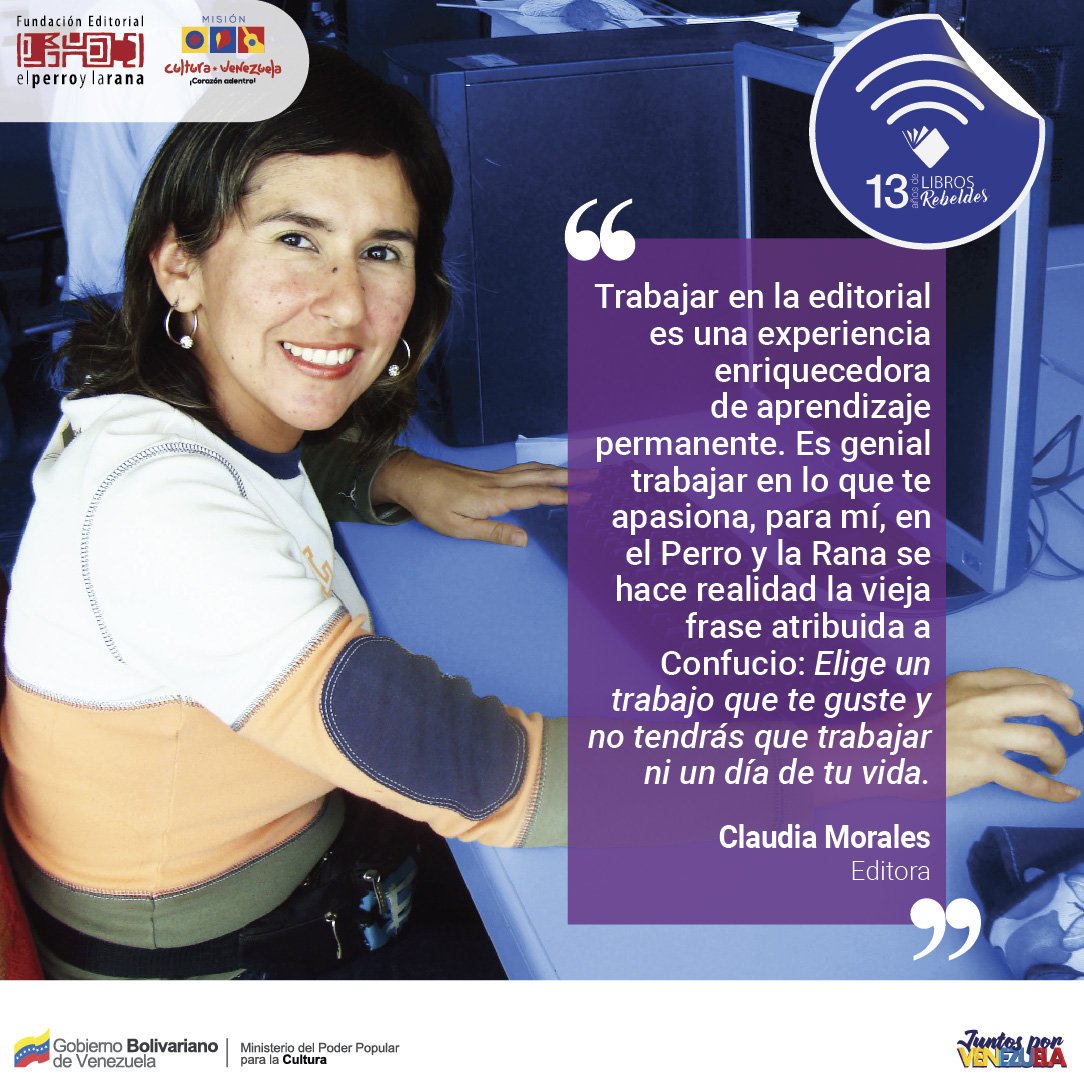 Fundación Editorial
elperroylarana
MISIÓN
cultura Venezuela
¡Corazón adentro!
13 años de LIBROS
Rebeldes
“
Trabajar en la editorial
es una experiencia
enriquecedora
de aprendizaje
permanente. Es genial
trabajar en lo que te
apasiona, para mí, en
el Perro y la Rana se
hace realidad la vieja
frase atribuida a
Confucio: Elige un
trabajo que te guste y
no tendrás que trabajar
ni un día de tu vida.
Claudia Morales
Editora
”
Gobierno Bolivariano
de Venezuela
Ministerio del Poder Popular
para la Cultura
Juntos por
VENEZUELA